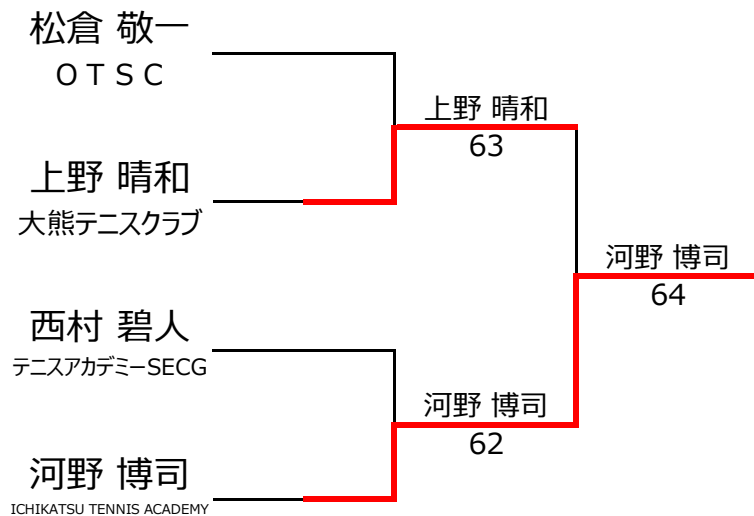 松倉 敬一
ＯＴＳＣ
上野 晴和
63
上野 晴和
大熊テニスクラブ
河野 博司
64
西村 碧人
テニスアカデミーSECG
河野 博司
62
河野 博司
ICHIKATSU TENNIS ACADEMY